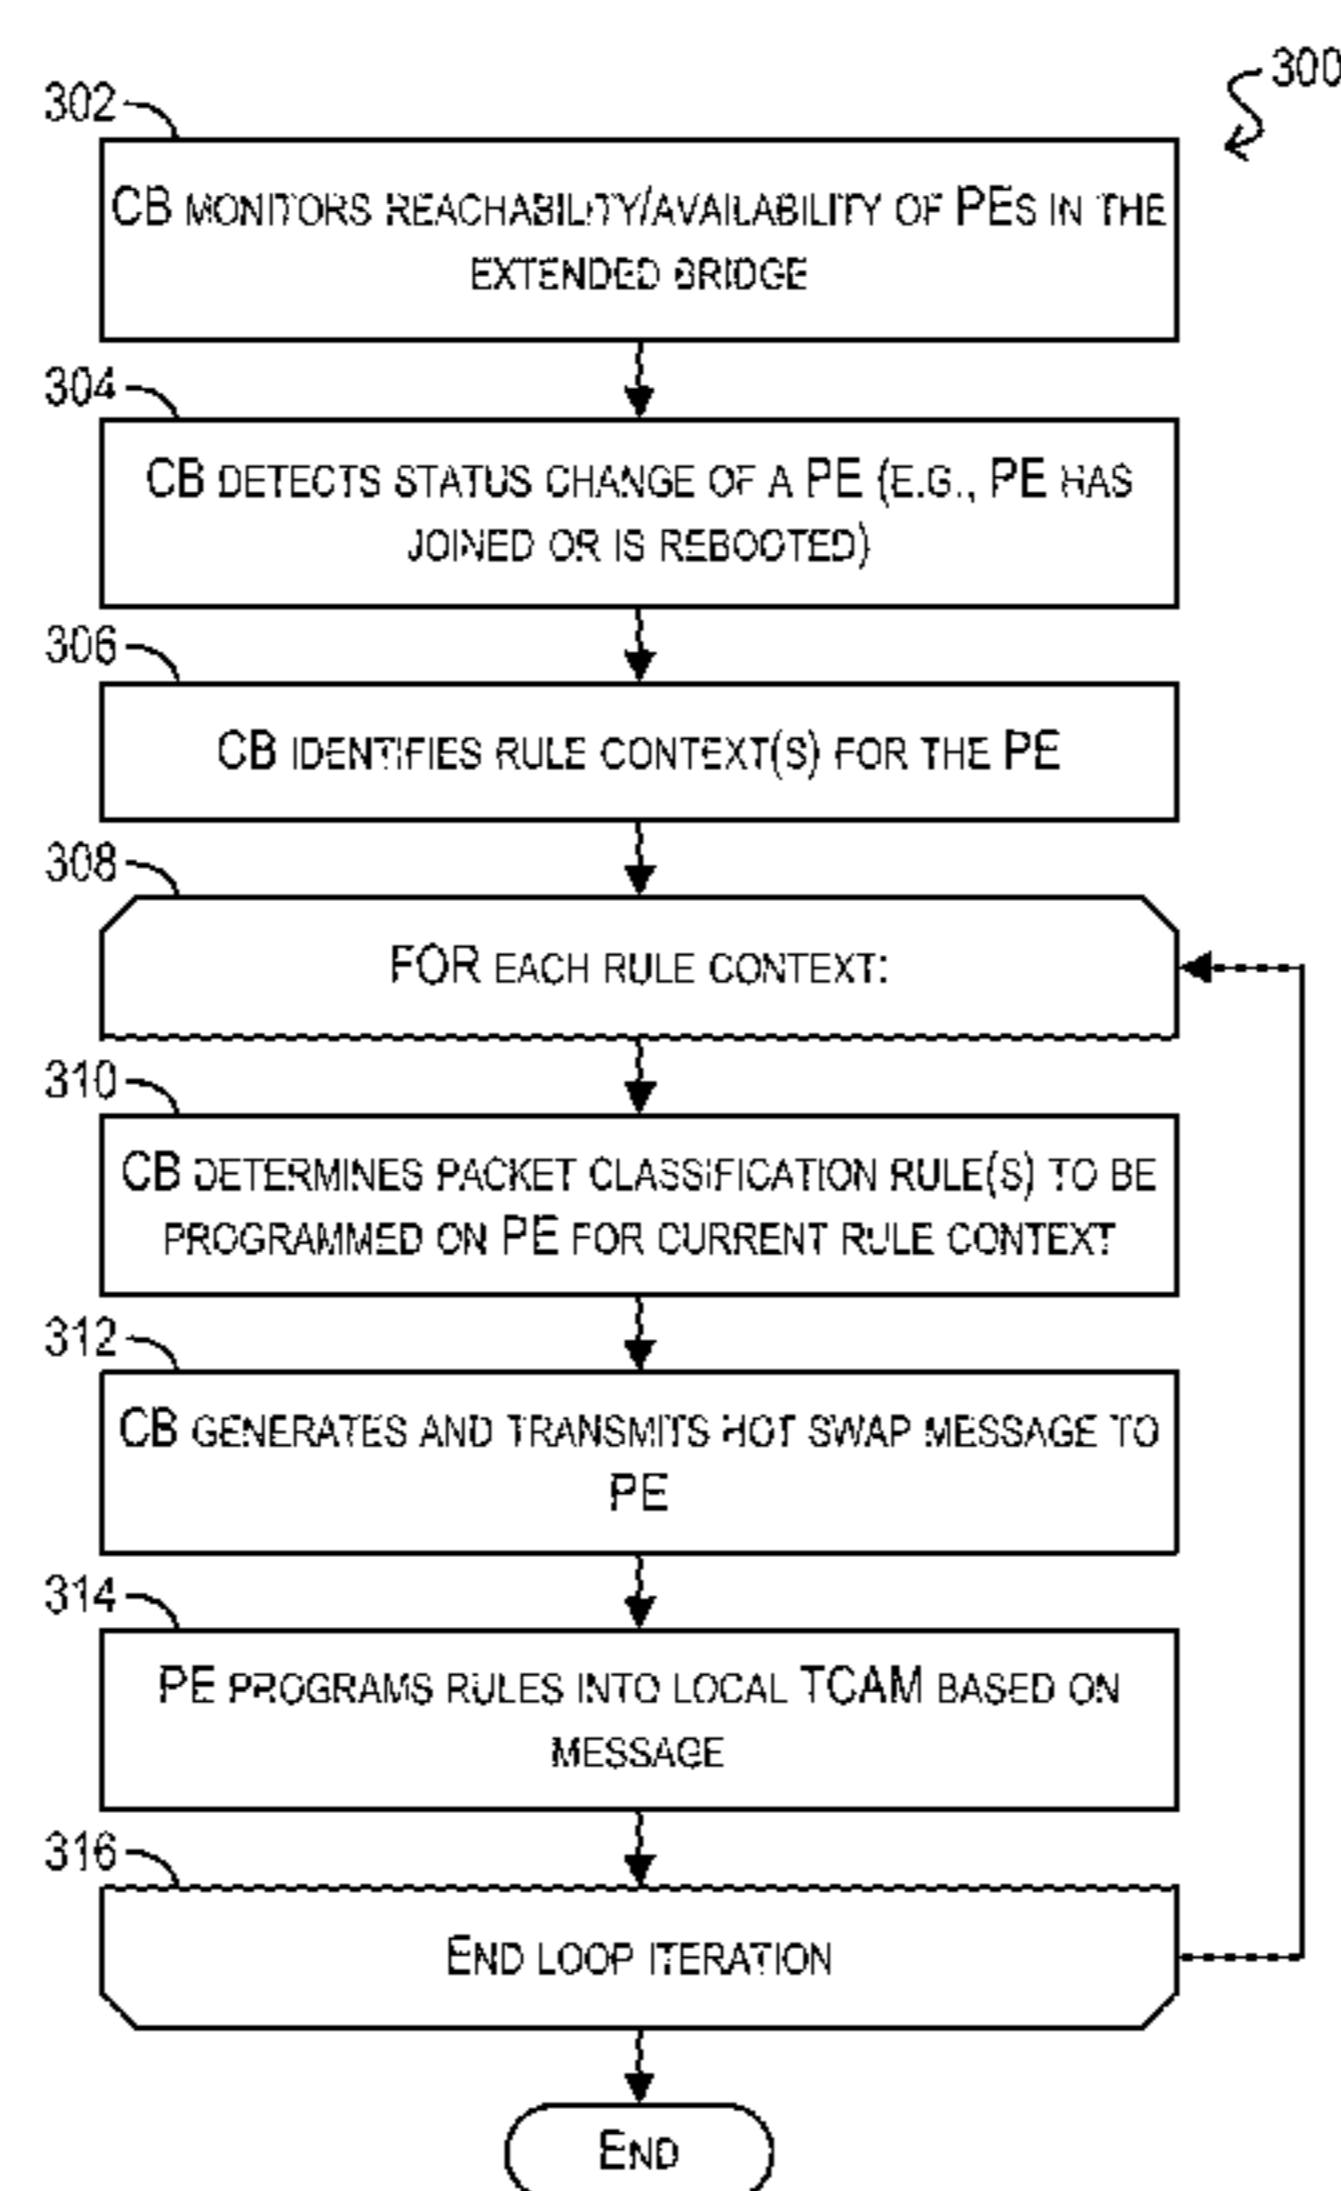 300
302
CB MONITORS REACHABILITY/AVAILABILITY OF PES IN THE
EXTENDED BRIDGE
304
CB DETECTS STATUS CHANGE OF A PE (E.G., PE HAS
JOINED OR IS REBOOTED)
306
CB IDENTIFIES RULE CONTEXT(S) FOR THE PE
308
FOR EACH RULE CONTEXT:
310
CB DETERMINES PACKET CLASSIFICATION RULE(S) TO BE
PROGRAMMED ON PE FOR CURRENT RULE CONTEXT
312
CB GENERATES AND TRANSMITS HOT SWAP MESSAGE TO
PE
314
PE PROGRAMS RULES INTO LOCAL TCAM BASED ON
MESSAGE
316
END LOOP ITERATION
END